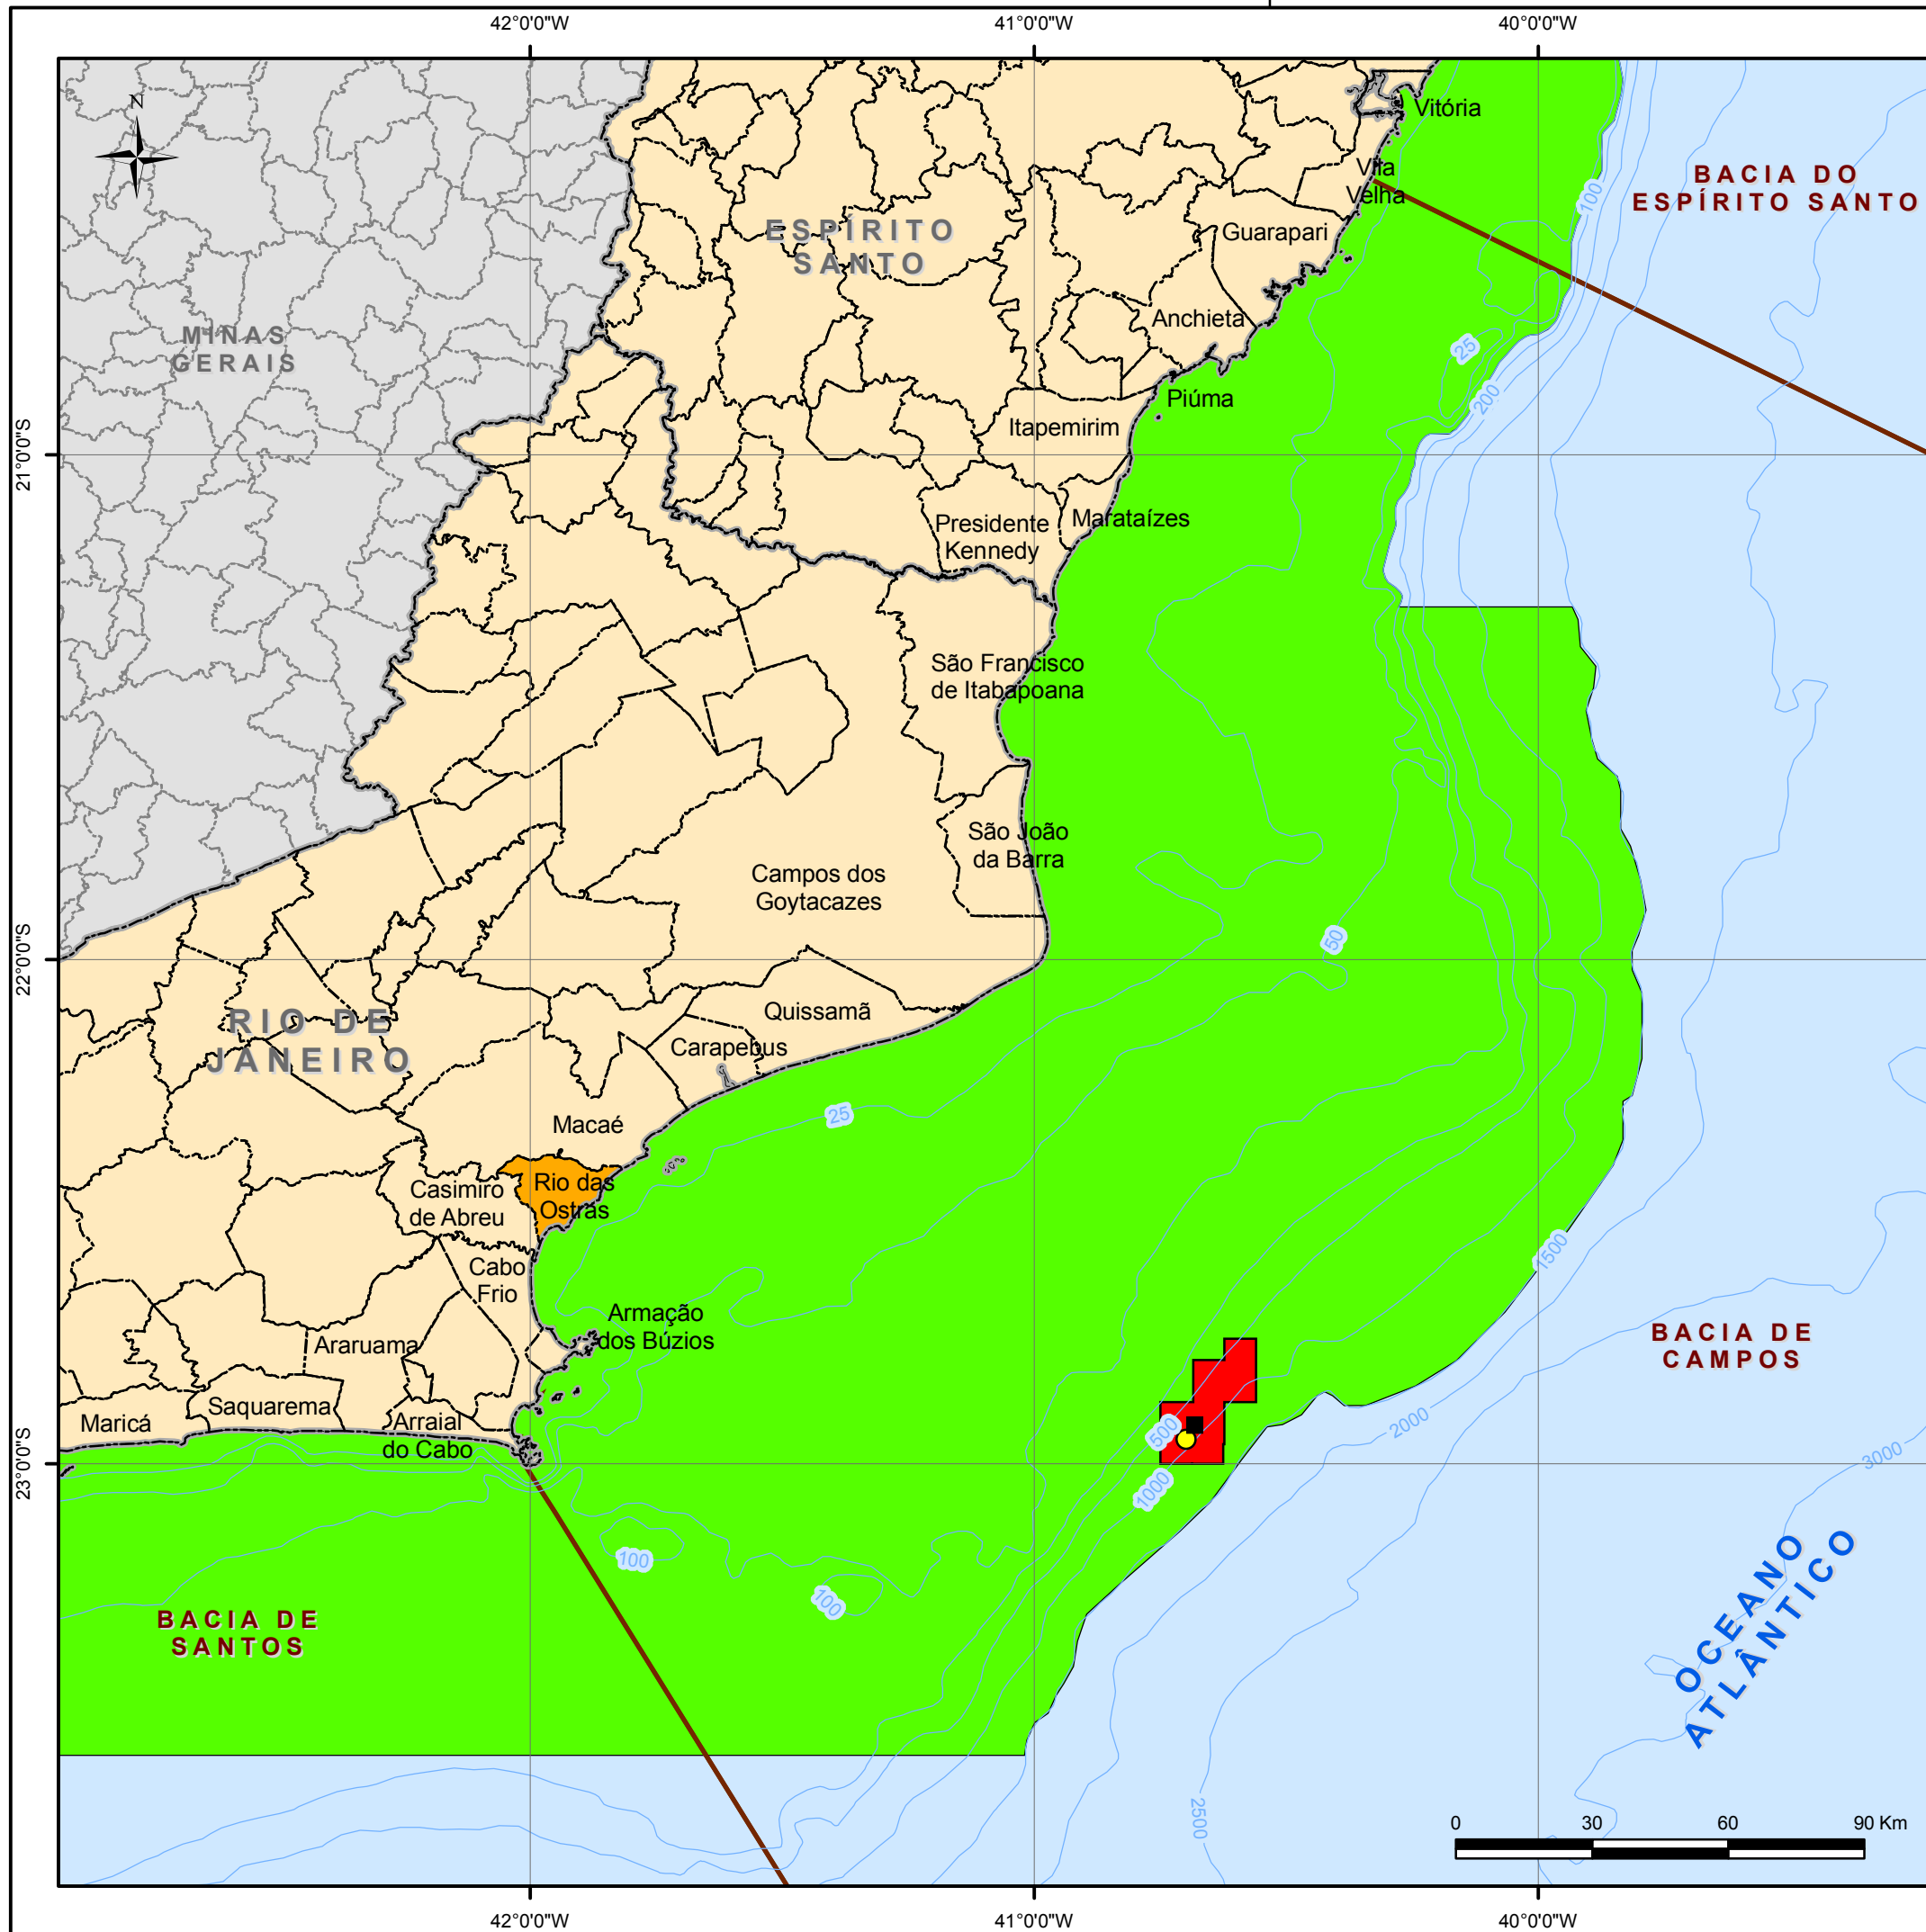 42°0'0"W
41°0'0"W
40°0'0"W
N
Vitória
Vila
Velha
BACIA DO
ESPÍRITO SANTO
100
ESPÍRITO
SANTO
Guarapari
MINAS
GERAIS
Anchieta
25
200
Piúma
Itapemirim
21°0'0"S
Presidente
Kennedy
Marataízes
São Francisco
de Itabapoana
São João
da Barra
Campos dos
Goytacazes
50
22°0'0"S
Quissamã
RIO DE
JANEIRO
Carapebus
25
Macaé
Casimiro
de Abreu
Rio das
Ostras
1500
Cabo
Frio
Armação
dos Búzios
Araruama
BACIA DE
CAMPOS
Saquarema
Maricá
Arraial
do Cabo
500
2000
3000
23°0'0"S
1000
100
100
OCEANO
ATLÂNTICO
BACIA DE
SANTOS
2500
0 30 60 90 Km
42°0'0"W
41°0'0"W
40°0'0"W